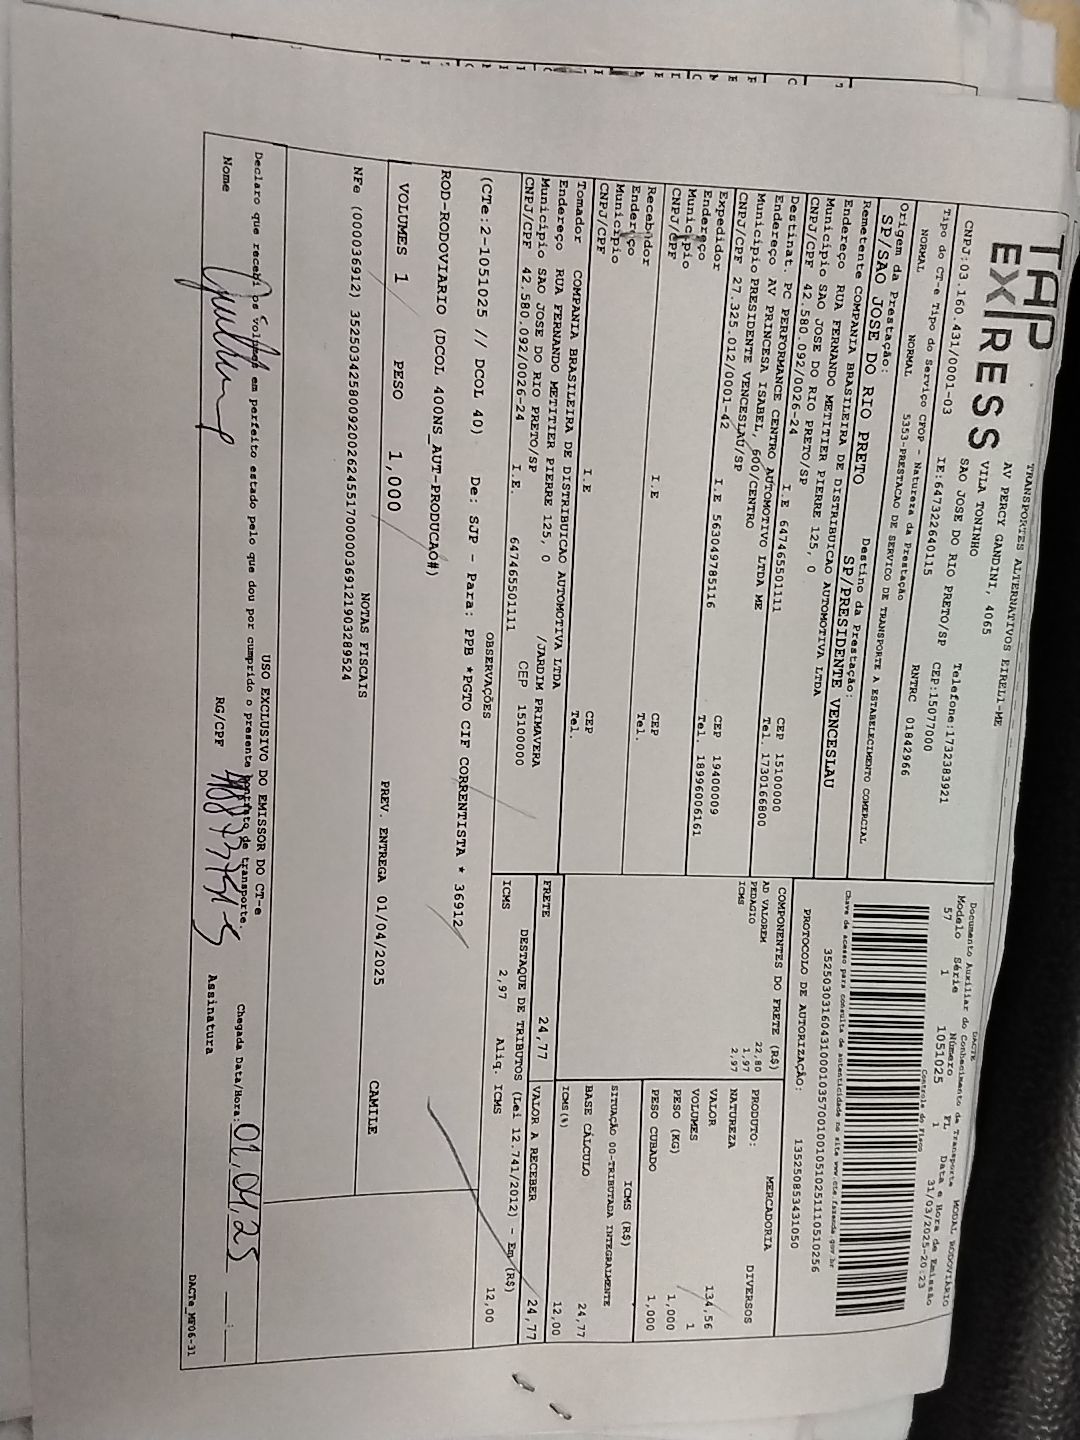 TAP EXPRESS
TRANSPORTES ALTERNATIVOS EIRELI-ME
AV PERCY GANDINI, 4065
VILA TONINHO
SAO JOSE DO RIO PRETO/SP CEP:15077000
Telefone:1732383921
CNPJ:03.160.431/0001-03 IE:647322640115 RNTRC 01842966
Tipo do CT-e Tipo do Serviço CFOP - Natureza da Prestação
NORMAL NORMAL 5353-PRESTACAO DE SERVICO DE TRANSPORTE A ESTABELECIMENTO COMERCIAL
Origem da Prestação: Destino da Prestação:
SP/SAO JOSE DO RIO PRETO SP/PRESIDENTE VENCESLAU
DACTE MODAL RODOVIÁRIO
Documento Auxiliar do Conhecimento de Transporte
Modelo Série Número FL Data e Hora de Emissão
57 1 1051025 1 31/03/2025-20:23
Controle do Fisco
Chave de acesso para consulta de autenticidade no site www.cte.fazenda.gov.br
PROTOCOLO DE AUTORIZAÇÃO: 135250853431050
Remetente COMPANIA BRASILEIRA DE DISTRIBUICAO AUTOMOTIVA LTDA
Endereço RUA FERNANDO METITIER PIERRE 125, 0
Município SAO JOSE DO RIO PRETO/SP CEP 15100000
CNPJ/CPF 42.580.092/0026-24 I.E 647465501111 Tel. 1730166800
Destinat. PC PERFORMANCE CENTRO AUTOMOTIVO LTDA ME
Endereço AV PRINCESA ISABEL, 600/CENTRO
Município PRESIDENTE VENCESLAU/SP CEP 19400009
CNPJ/CPF 27.325.012/0001-42 I.E 563049785116 Tel. 18996006161
Expedidor
Endereço
Município CEP
CNPJ/CPF I.E Tel.
Recebedor
Endereço
Município CEP
CNPJ/CPF I.E Tel.
Tomador COMPANIA BRASILEIRA DE DISTRIBUICAO AUTOMOTIVA LTDA
Endereço RUA FERNANDO METITIER PIERRE 125, 0 /JARDIM PRIMAVERA
Município SAO JOSE DO RIO PRETO/SP CEP 15100000
CNPJ/CPF 42.580.092/0026-24 I.E. 647465501111
COMPONENTES DO FRETE (R$)
AD VALOREM 22,80
PEDAGIO 1,97
ICMS 2,97
MERCADORIA
PRODUTO: DIVERSOS
NATUREZA
VALOR 134,56
VOLUMES 1
PESO (KG) 1,000
PESO CUBADO 1,000
ICMS (R$)
SITUAÇÃO 00-TRIBUTADA INTEGRALMENTE
BASE CÁLCULO 24,77
ICMS(%) 12,00
FRETE 24,77 VALOR A RECEBER 24,77
DESTAQUE DE TRIBUTOS (Lei 12.741/2012) - Em (R$)
ICMS 2,97 Aliq. ICMS 12,00
OBSERVAÇÕES
(CTe:2-1051025 // DCOL 40) De: SJP - Para: PPB *PGTO CIF CORRENTISTA * 36912
ROD-RODOVIARIO (DCOL 400NS_AUT-PRODUCAO#)
VOLUMES 1 PESO 1,000 PREV. ENTREGA 01/04/2025 CAMILE
NOTAS FISCAIS
NFe (000036912) 35250342580092002624551700000369121903289524
USO EXCLUSIVO DO EMISSOR DO CT-e
Declaro que recebi os volumes em perfeito estado pelo que dou por cumprido o presente contrato de transporte.
Chegada Data/Hora: 01,04,25
Nome RG/CPF Assinatura
DACTe_MF06-31